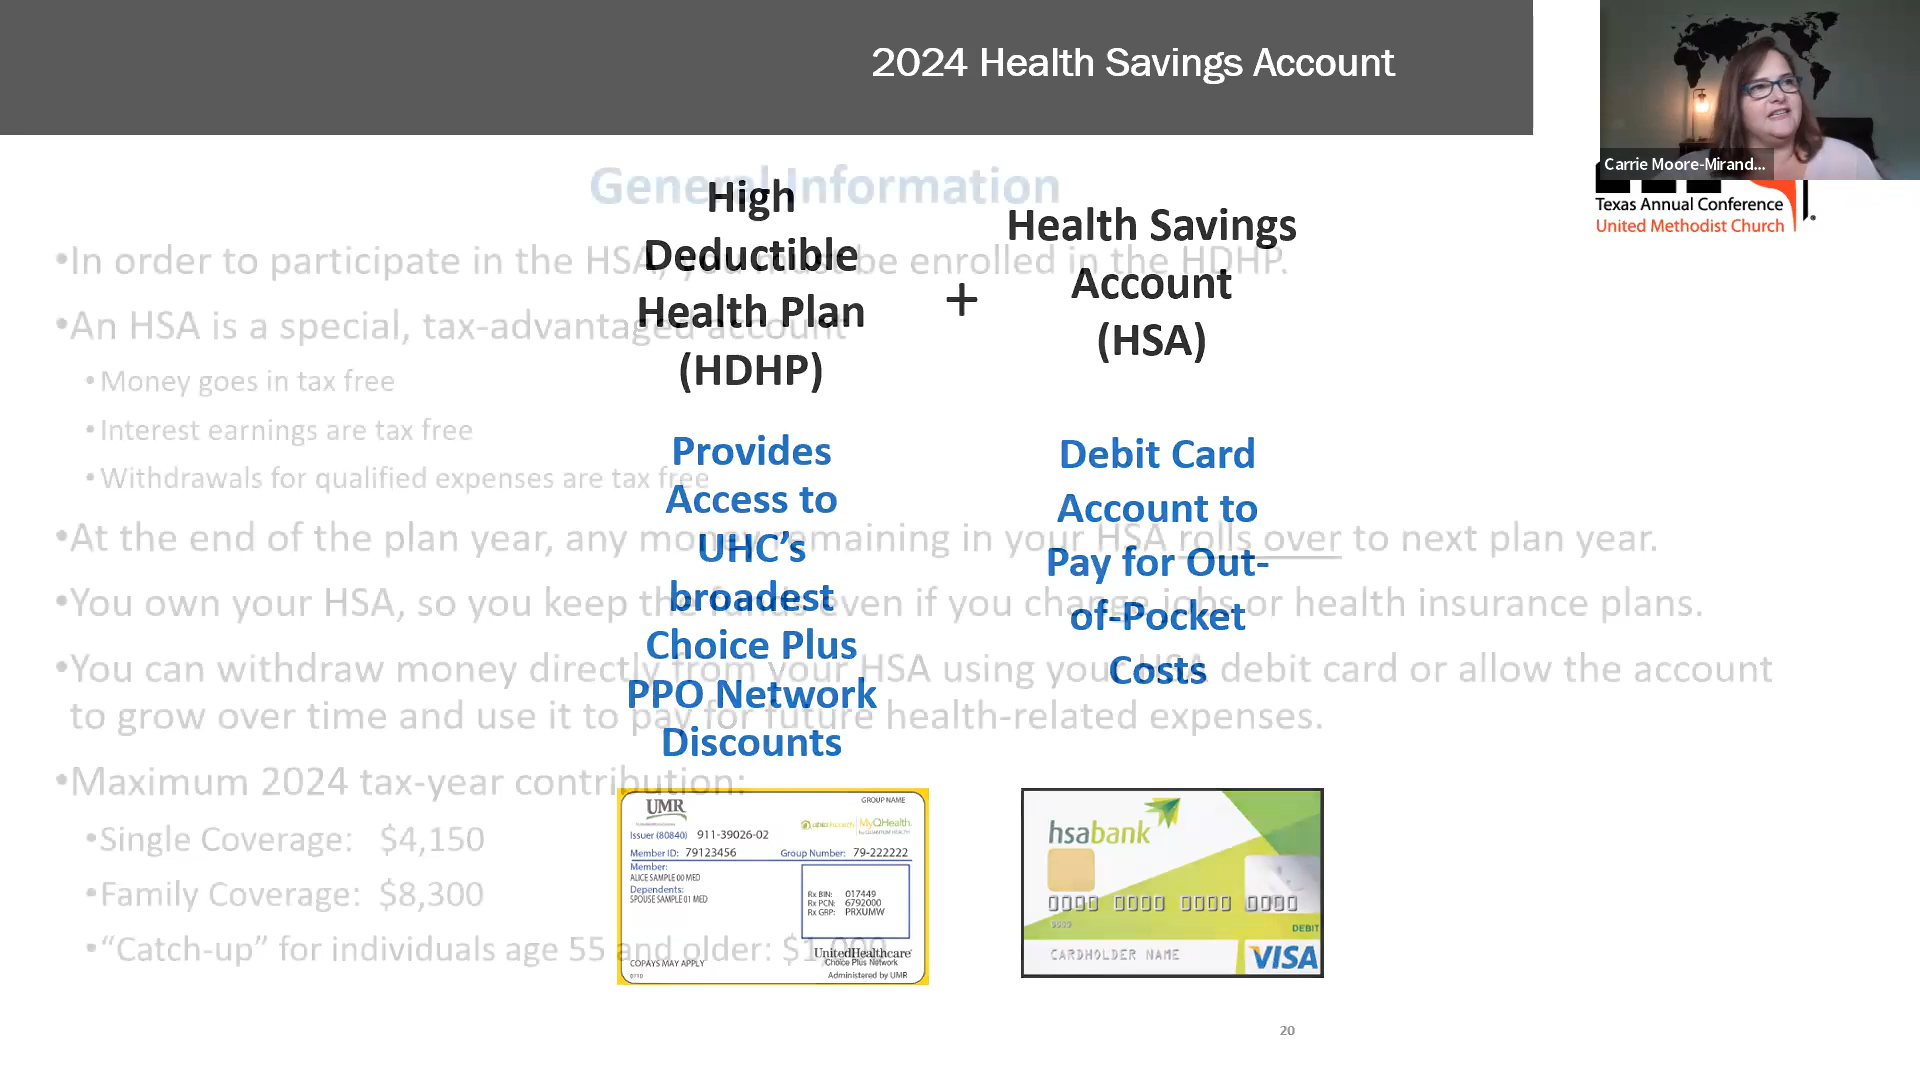 2024 Health Savings Account
Carrie Moore-Mirand...
Texas Annual Conference
United Methodist Church
General Information
•In order to participate in the HSA, you must be enrolled in the HDHP.
•An HSA is a special, tax-advantaged account
•Money goes in tax free
•Interest earnings are tax free
•Withdrawals for qualified expenses are tax free
•At the end of the plan year, any money remaining in your HSA rolls over to next plan year.
•You own your HSA, so you keep the funds even if you change jobs or health insurance plans.
•You can withdraw money directly from your HSA using your HSA debit card or allow the account
to grow over time and use it to pay for future health-related expenses.
•Maximum 2024 tax-year contribution:
•Single Coverage: $4,150
•Family Coverage: $8,300
•“Catch-up” for individuals age 55 and older: $1,000
High
Deductible
Health Plan
(HDHP)
+
Health Savings
Account
(HSA)
Provides
Access to
UHC’s
broadest
Choice Plus
PPO Network
Discounts
Debit Card
Account to
Pay for Out-
of-Pocket
Costs
UMR
GROUP NAME
MyQHealth
by QUANTUM HEALTH
Issuer (80840) 911-39026-02
Member ID: 79123456 Group Number: 79-222222
Member:
ALICE SAMPLE 00 MED
Dependents:
SPOUSE SAMPLE 01 MED
Rx BIN: 017449
Rx PCN: 6792000
Rx GRP: PRXUMW
UnitedHealthcare
Choice Plus Network
COPAYS MAY APPLY
Administered by UMR
0710
hsabank
0000 0000 0000 0000
DEBIT
CARDHOLDER NAME
VISA
20